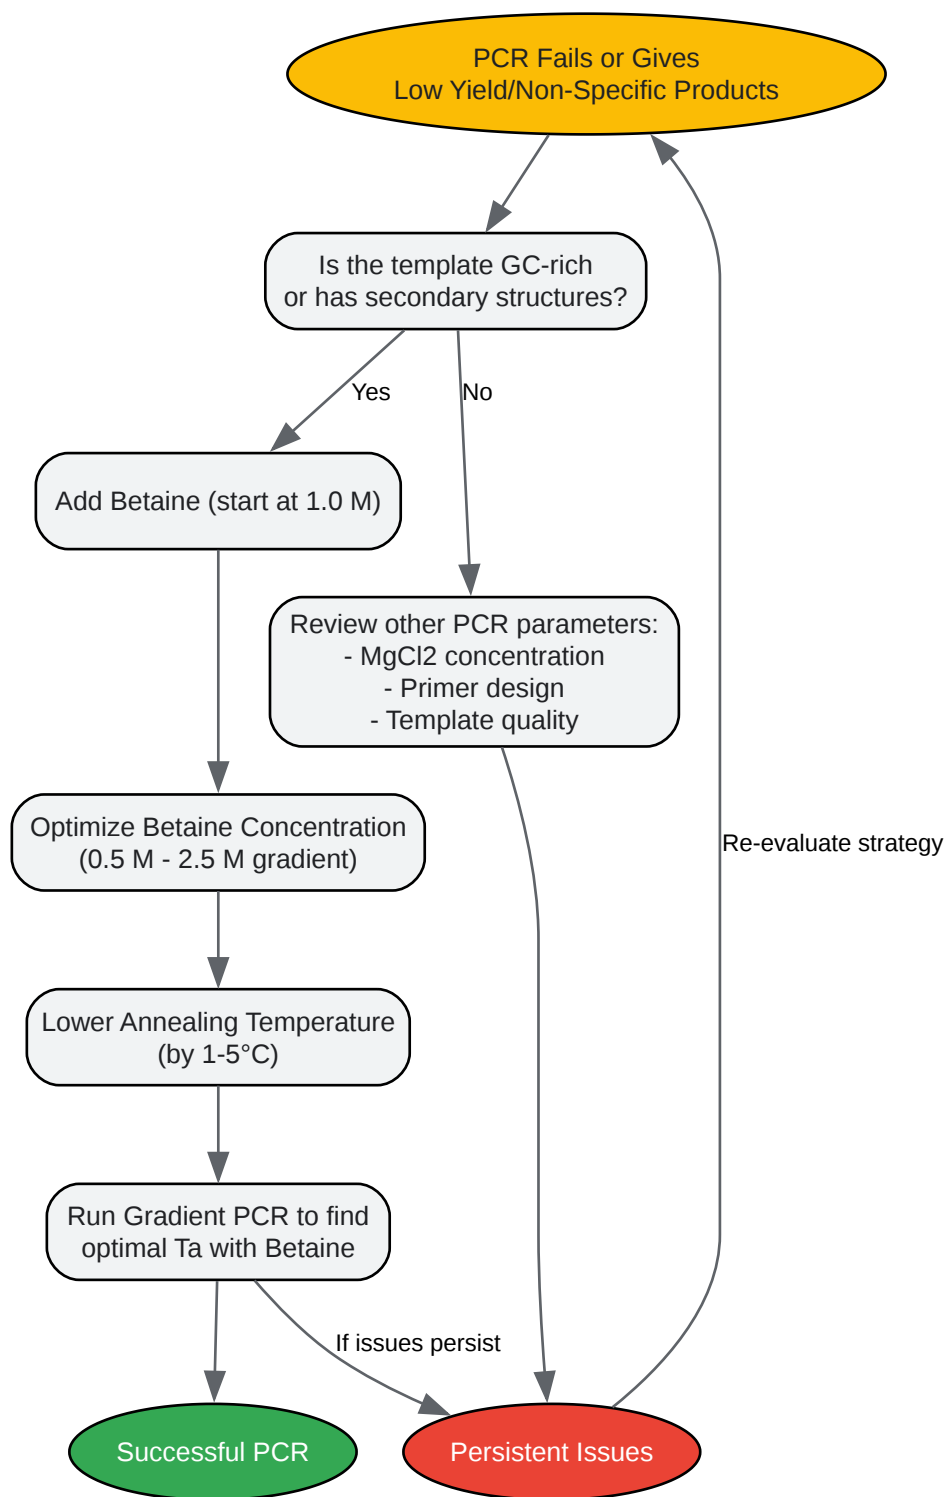 PCR Fails or Gives
Low Yield/Non-Specific Products
Is the template GC-rich
or has secondary structures?
Yes
No
Add Betaine (start at 1.0 M)
Review other PCR parameters:
- MgCl2 concentration
- Primer design
- Template quality
Optimize Betaine Concentration
(0.5 M - 2.5 M gradient)
Re-evaluate strategy
Lower Annealing Temperature
(by 1-5°C)
Run Gradient PCR to find
optimal Ta with Betaine
If issues persist
Successful PCR
Persistent Issues